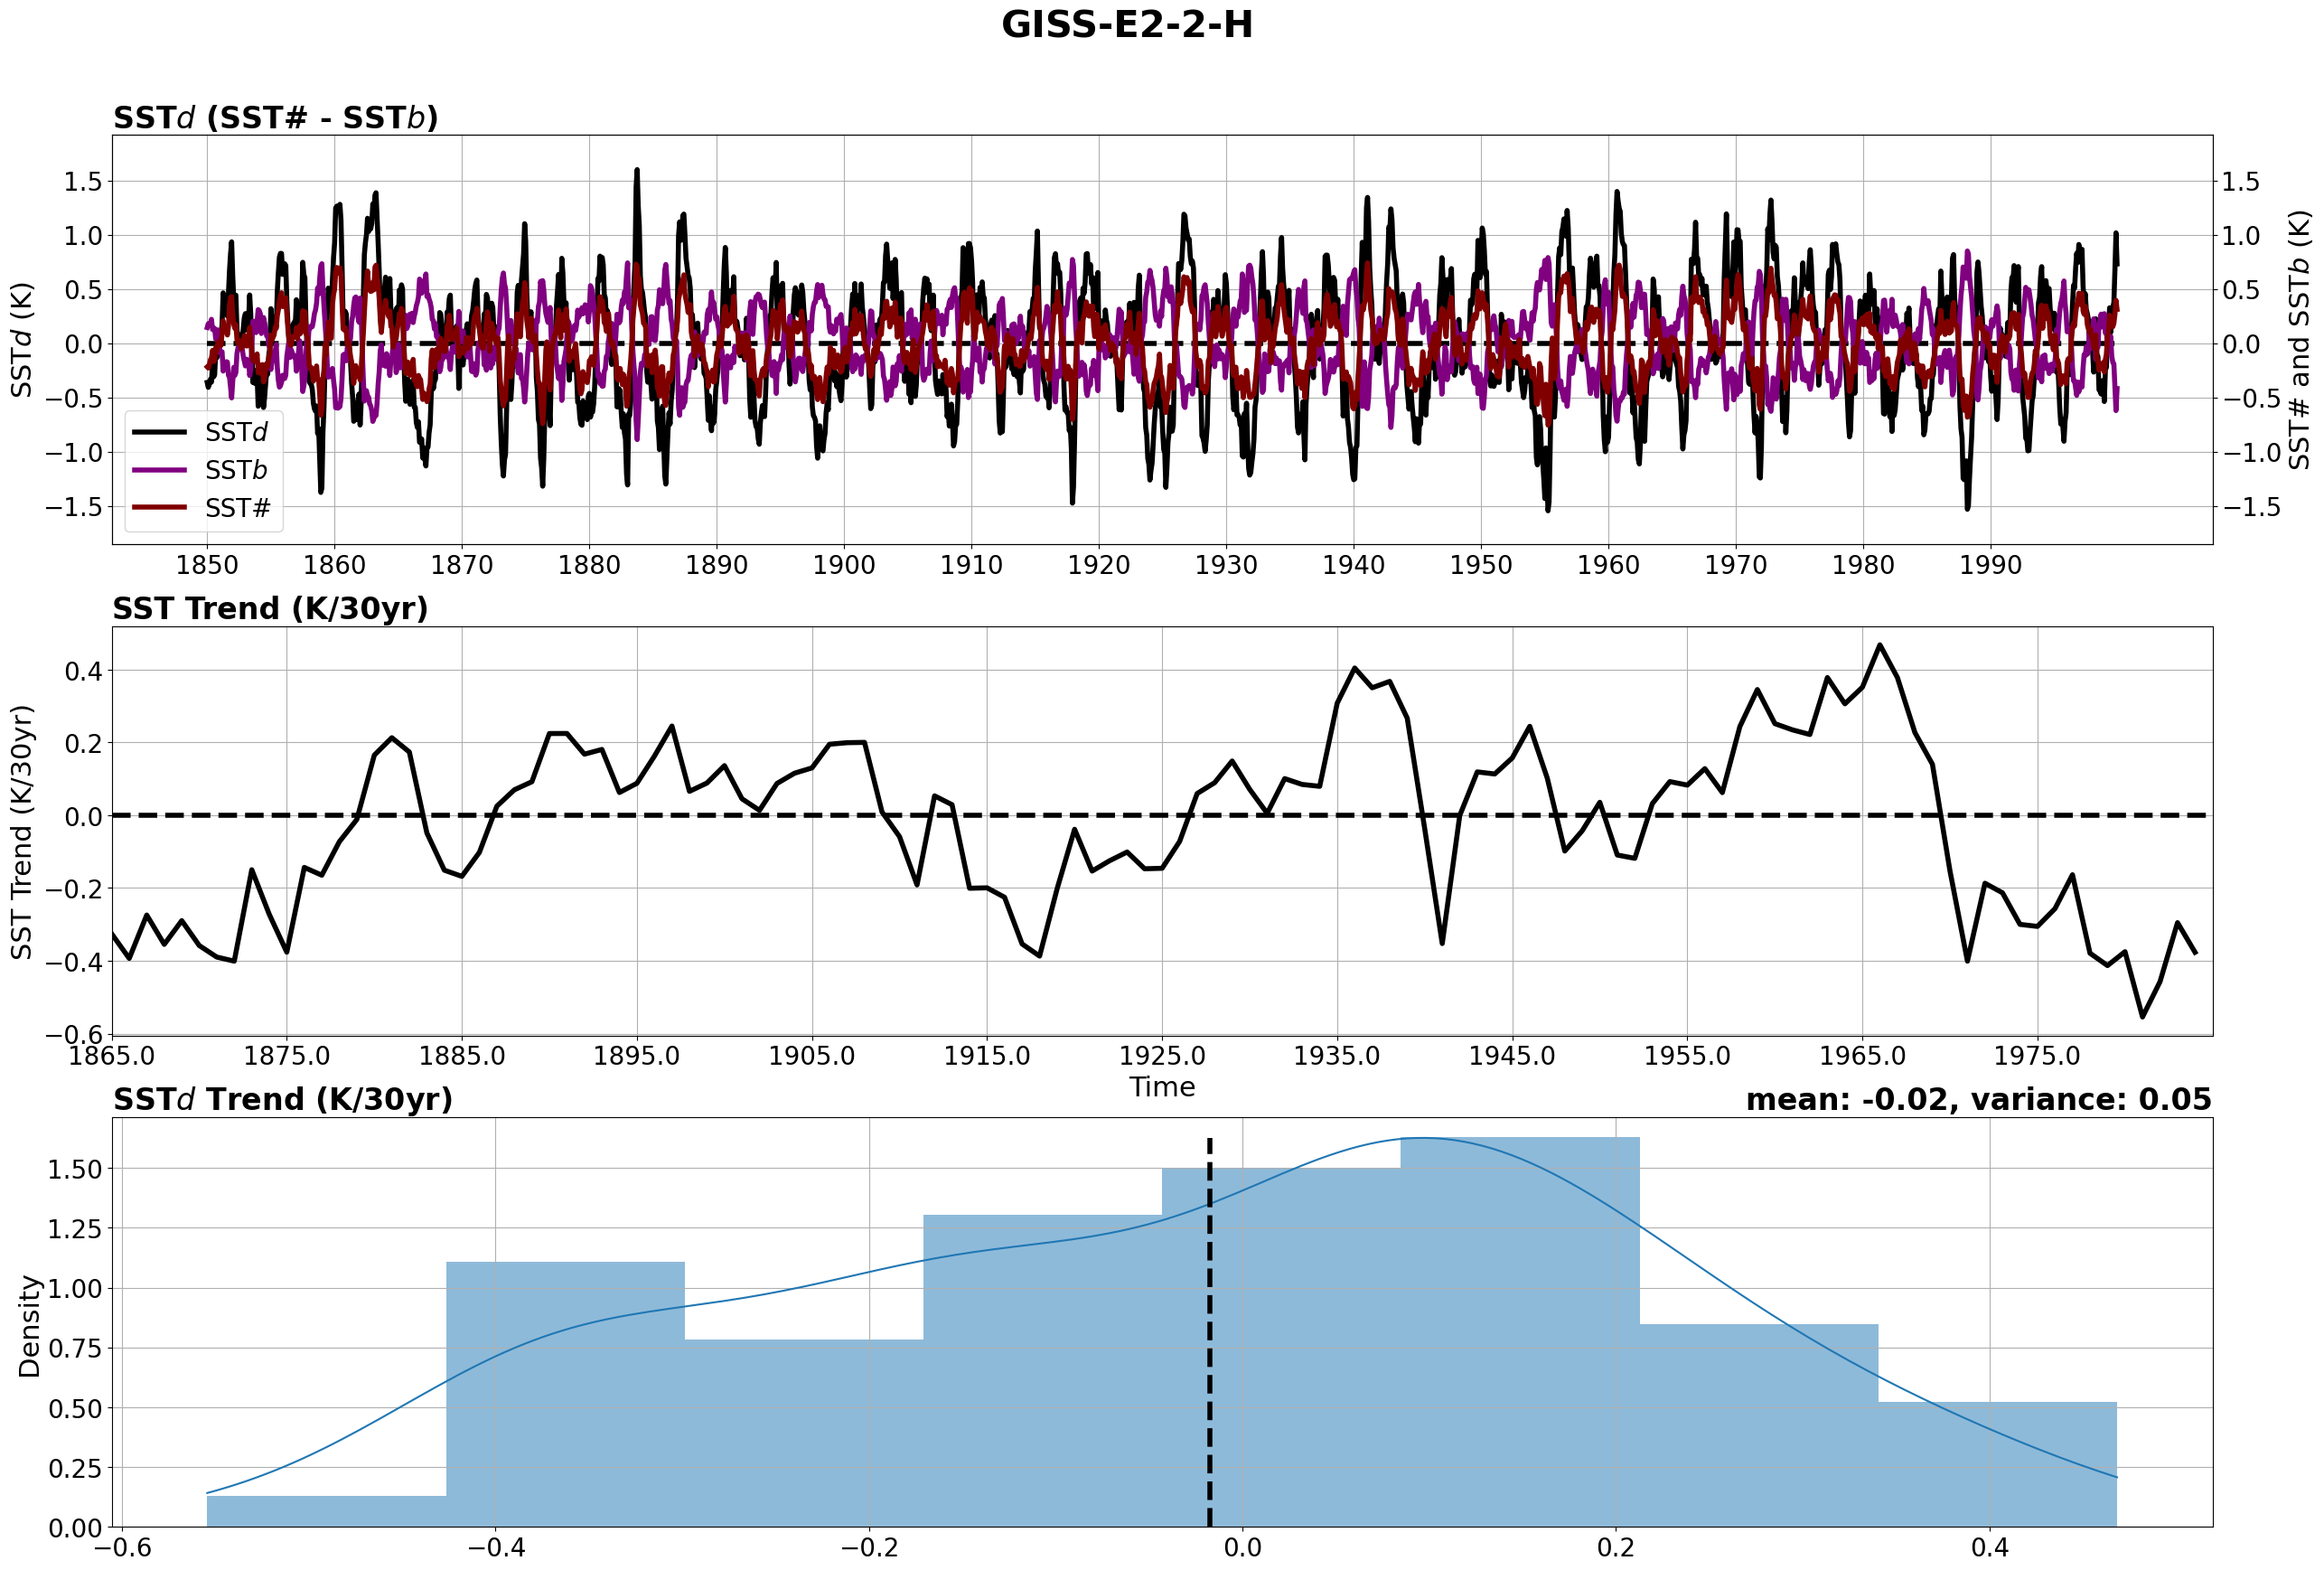 GISS-E2-2-H
SSTd (SST# - SSTb)
SSTd (K)
1.5
1.0
0.5
0.0
−0.5
−1.0
−1.5
SSTd
SSTb
SST#
1.5
1.0
0.5
0.0
−0.5
−1.0
−1.5
SST# and SSTb (K)
1850 1860 1870 1880 1890 1900 1910 1920 1930 1940 1950 1960 1970 1980 1990
SST Trend (K/30yr)
SST Trend (K/30yr)
0.4
0.2
0.0
−0.2
−0.4
−0.6
1865.0 1875.0 1885.0 1895.0 1905.0 1915.0 1925.0 1935.0 1945.0 1955.0 1965.0 1975.0
Time
SSTd Trend (K/30yr) mean: -0.02, variance: 0.05
Density
1.50
1.25
1.00
0.75
0.50
0.25
0.00
−0.6 −0.4 −0.2 0.0 0.2 0.4